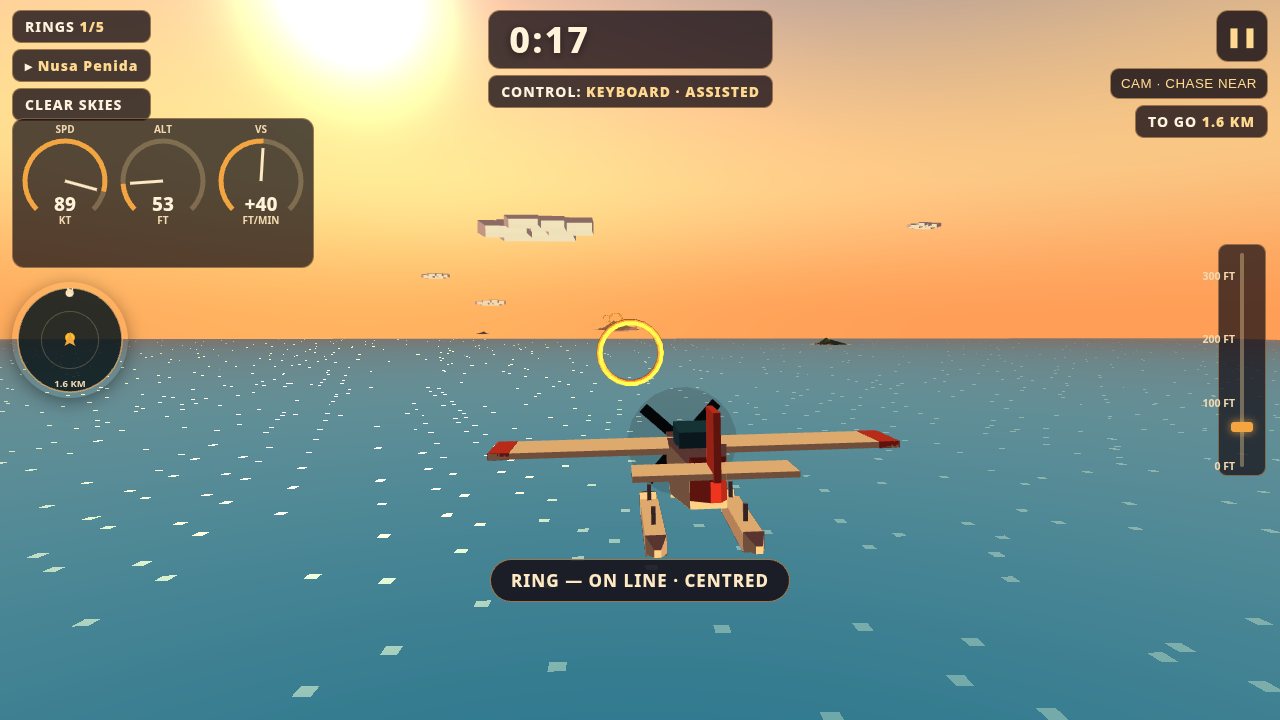 RINGS 1/5
▸ Nusa Penida
CLEAR SKIES
SPD
ALT
VS
89
53
+40
KT
FT
FT/MIN
1.6 KM
0:17
CONTROL: KEYBOARD · ASSISTED
CAM · CHASE NEAR
TO GO 1.6 KM
300 FT
200 FT
100 FT
0 FT
RING — ON LINE · CENTRED